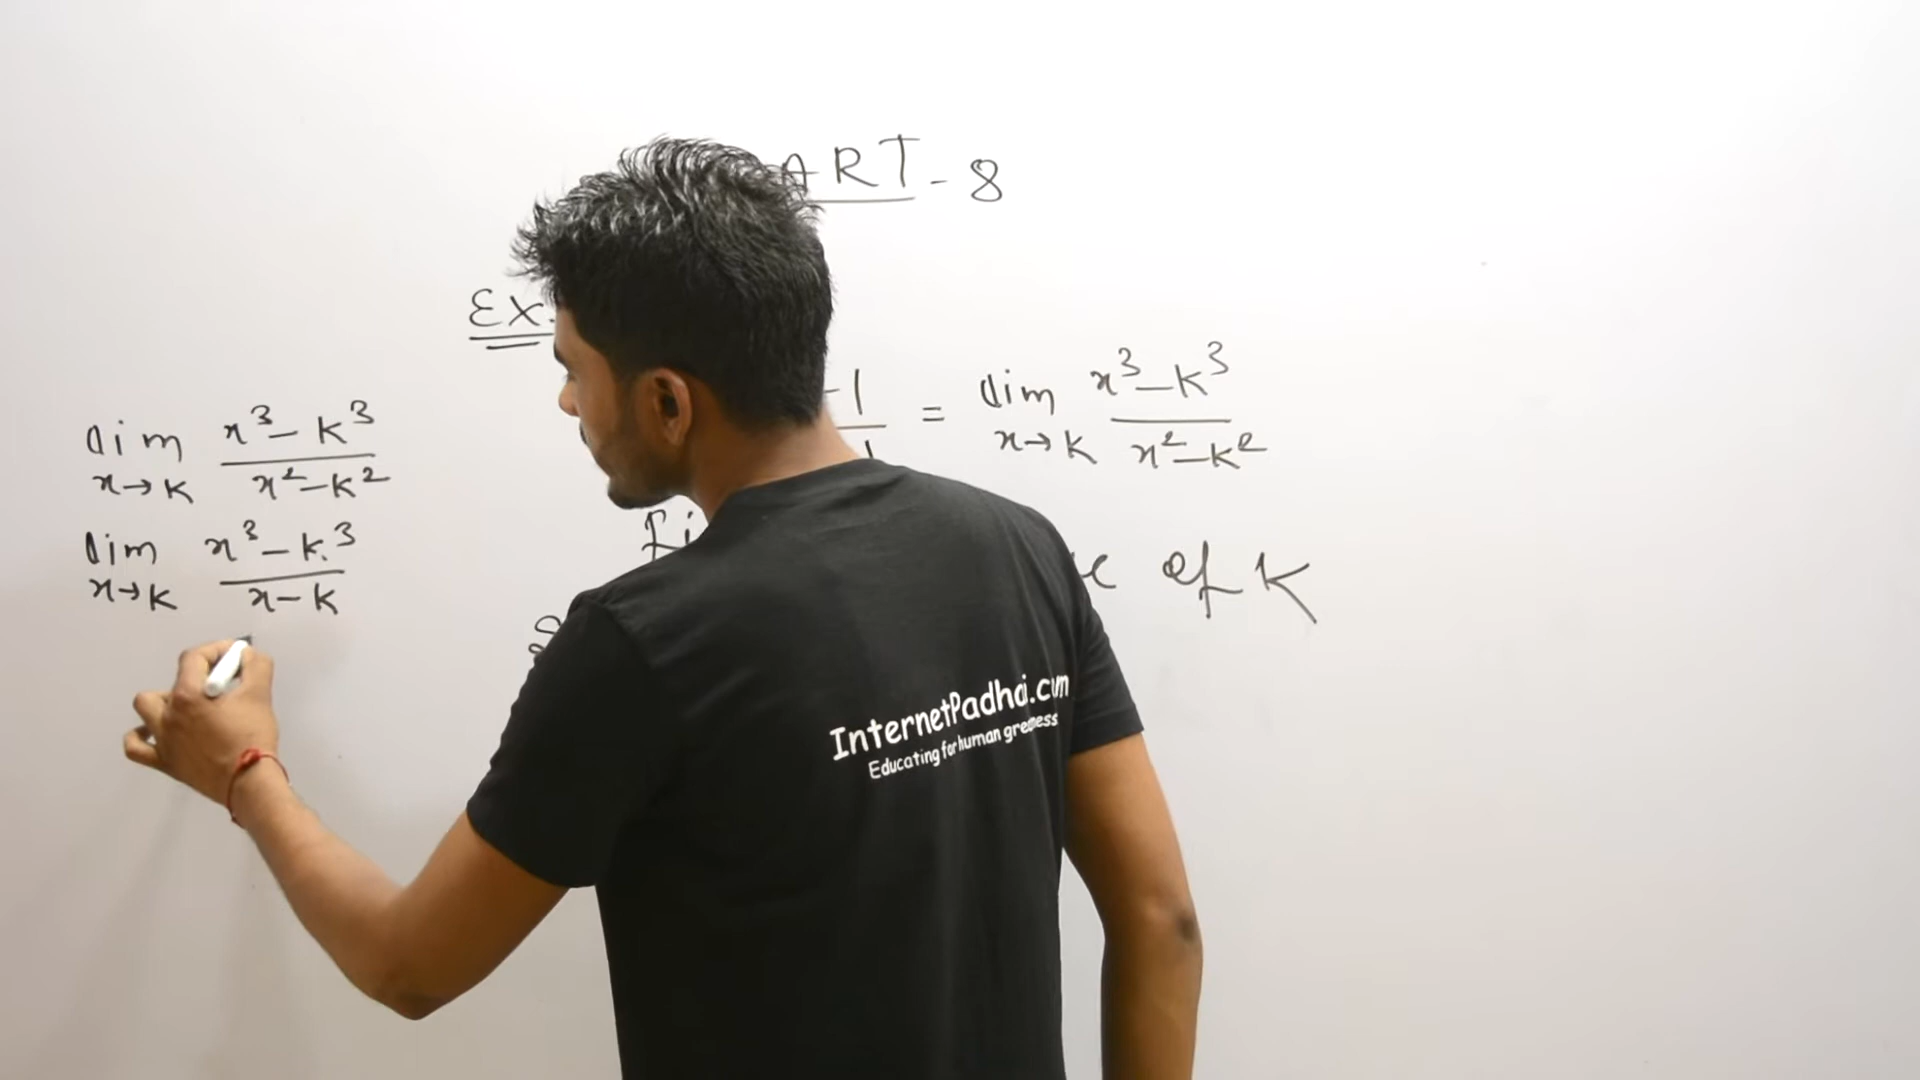 ART-8
EX.
-1 = lim x³-k³
x→k x²-k²
lim x³-k³
x→k x²-k²
lim x³-k.³
x→k x-k
of K
InternetPadhai.com
Educating for human greatness